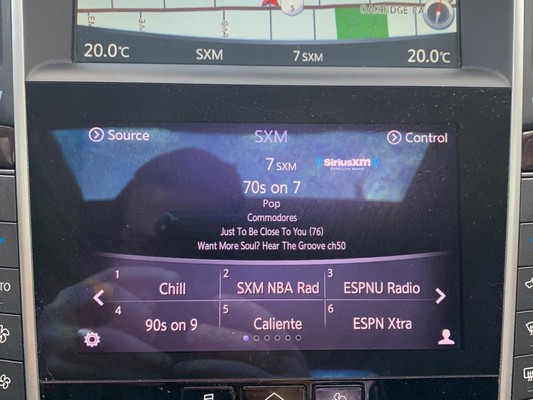 20.0°C SXM 7 SXM 20.0°C
Source SXM Control
7 SXM
SiriusXM
SATELLITE RADIO
70s on 7
Pop
Commodores
Just To Be Close To You (76)
Want More Soul? Hear The Groove ch50
1 Chill
2 SXM NBA Rad
3 ESPNU Radio
4 90s on 9
5 Caliente
6 ESPN Xtra